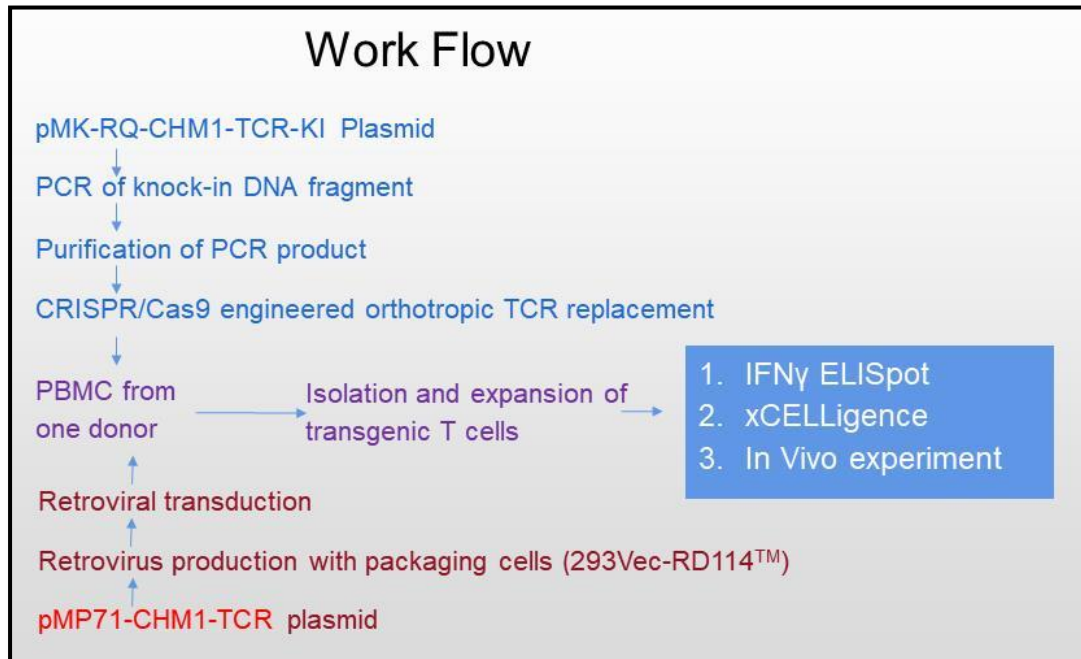 Work Flow
pMK-RQ-CHM1-TCR-KI Plasmid
PCR of knock-in DNA fragment
Purification of PCR product
CRISPR/Cas9 engineered orthotropic TCR replacement
PBMC from
one donor
Isolation and expansion of
transgenic T cells
1. IFNγ ELISpot
2. xCELLigence
3. In Vivo experiment
Retroviral transduction
Retrovirus production with packaging cells (293Vec-RD114™)
pMP71-CHM1-TCR plasmid